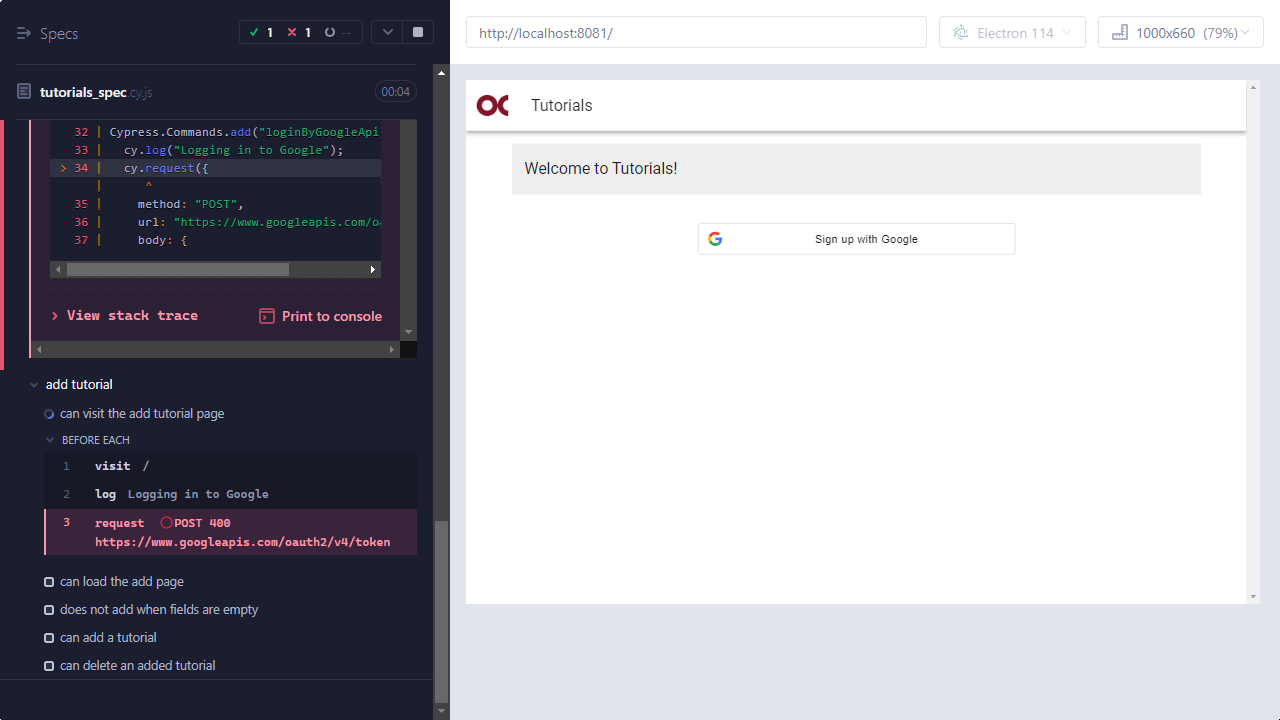 Specs
1
1
--
tutorials_spec.cy.js
00:04
32 | Cypress.Commands.add("loginByGoogleApi
33 | cy.log("Logging in to Google");
> 34 | cy.request({
| ^
35 | method: "POST",
36 | url: "https://www.googleapis.com/oa
37 | body: {
View stack trace
Print to console
add tutorial
can visit the add tutorial page
BEFORE EACH
1 visit /
2 log Logging in to Google
3 request POST 400
https://www.googleapis.com/oauth2/v4/token
can load the add page
does not add when fields are empty
can add a tutorial
can delete an added tutorial
http://localhost:8081/
Electron 114
1000x660 (79%)
OC
Tutorials
Welcome to Tutorials!
G
Sign up with Google